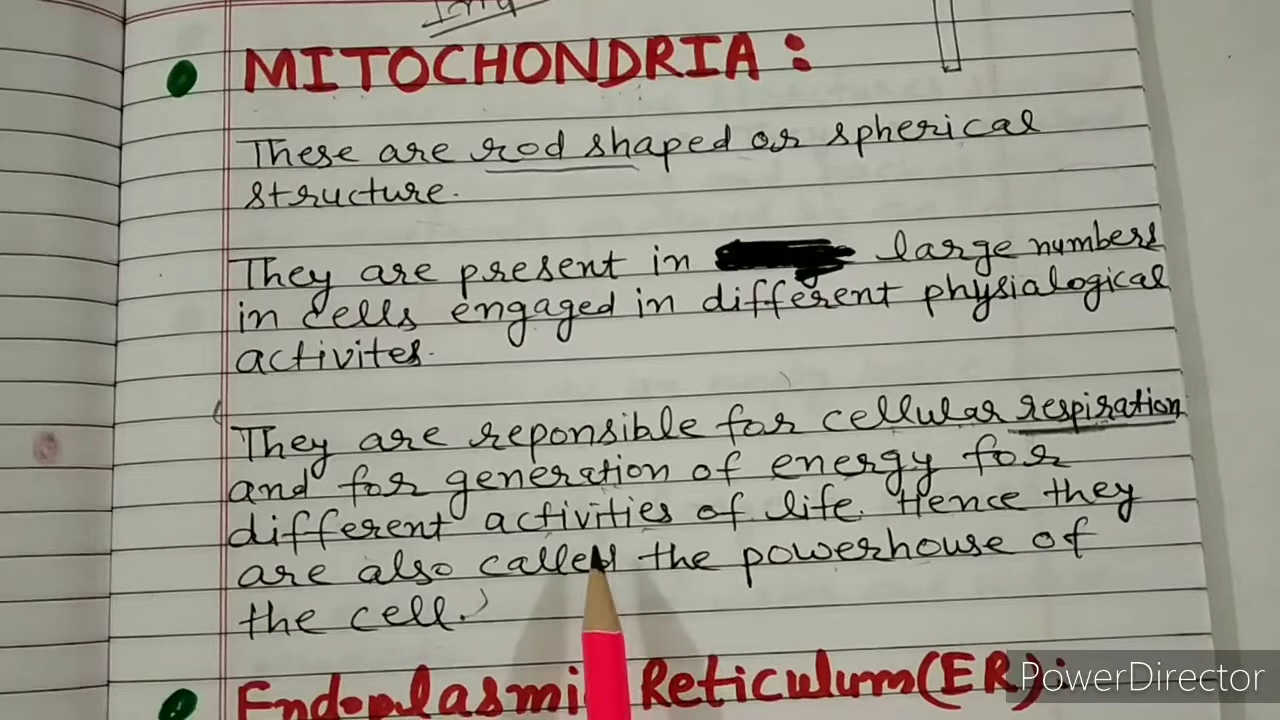 MITOCHONDRIA :
These are rod shaped or spherical
structure.
They are present in large numbers
in cells engaged in different physialogical
activites.
They are reponsible for cellular respiration
and for generation of energy for
different activities of life. Hence they
are also called the powerhouse of
the cell.)
Reticulum(ER):
PowerDirector